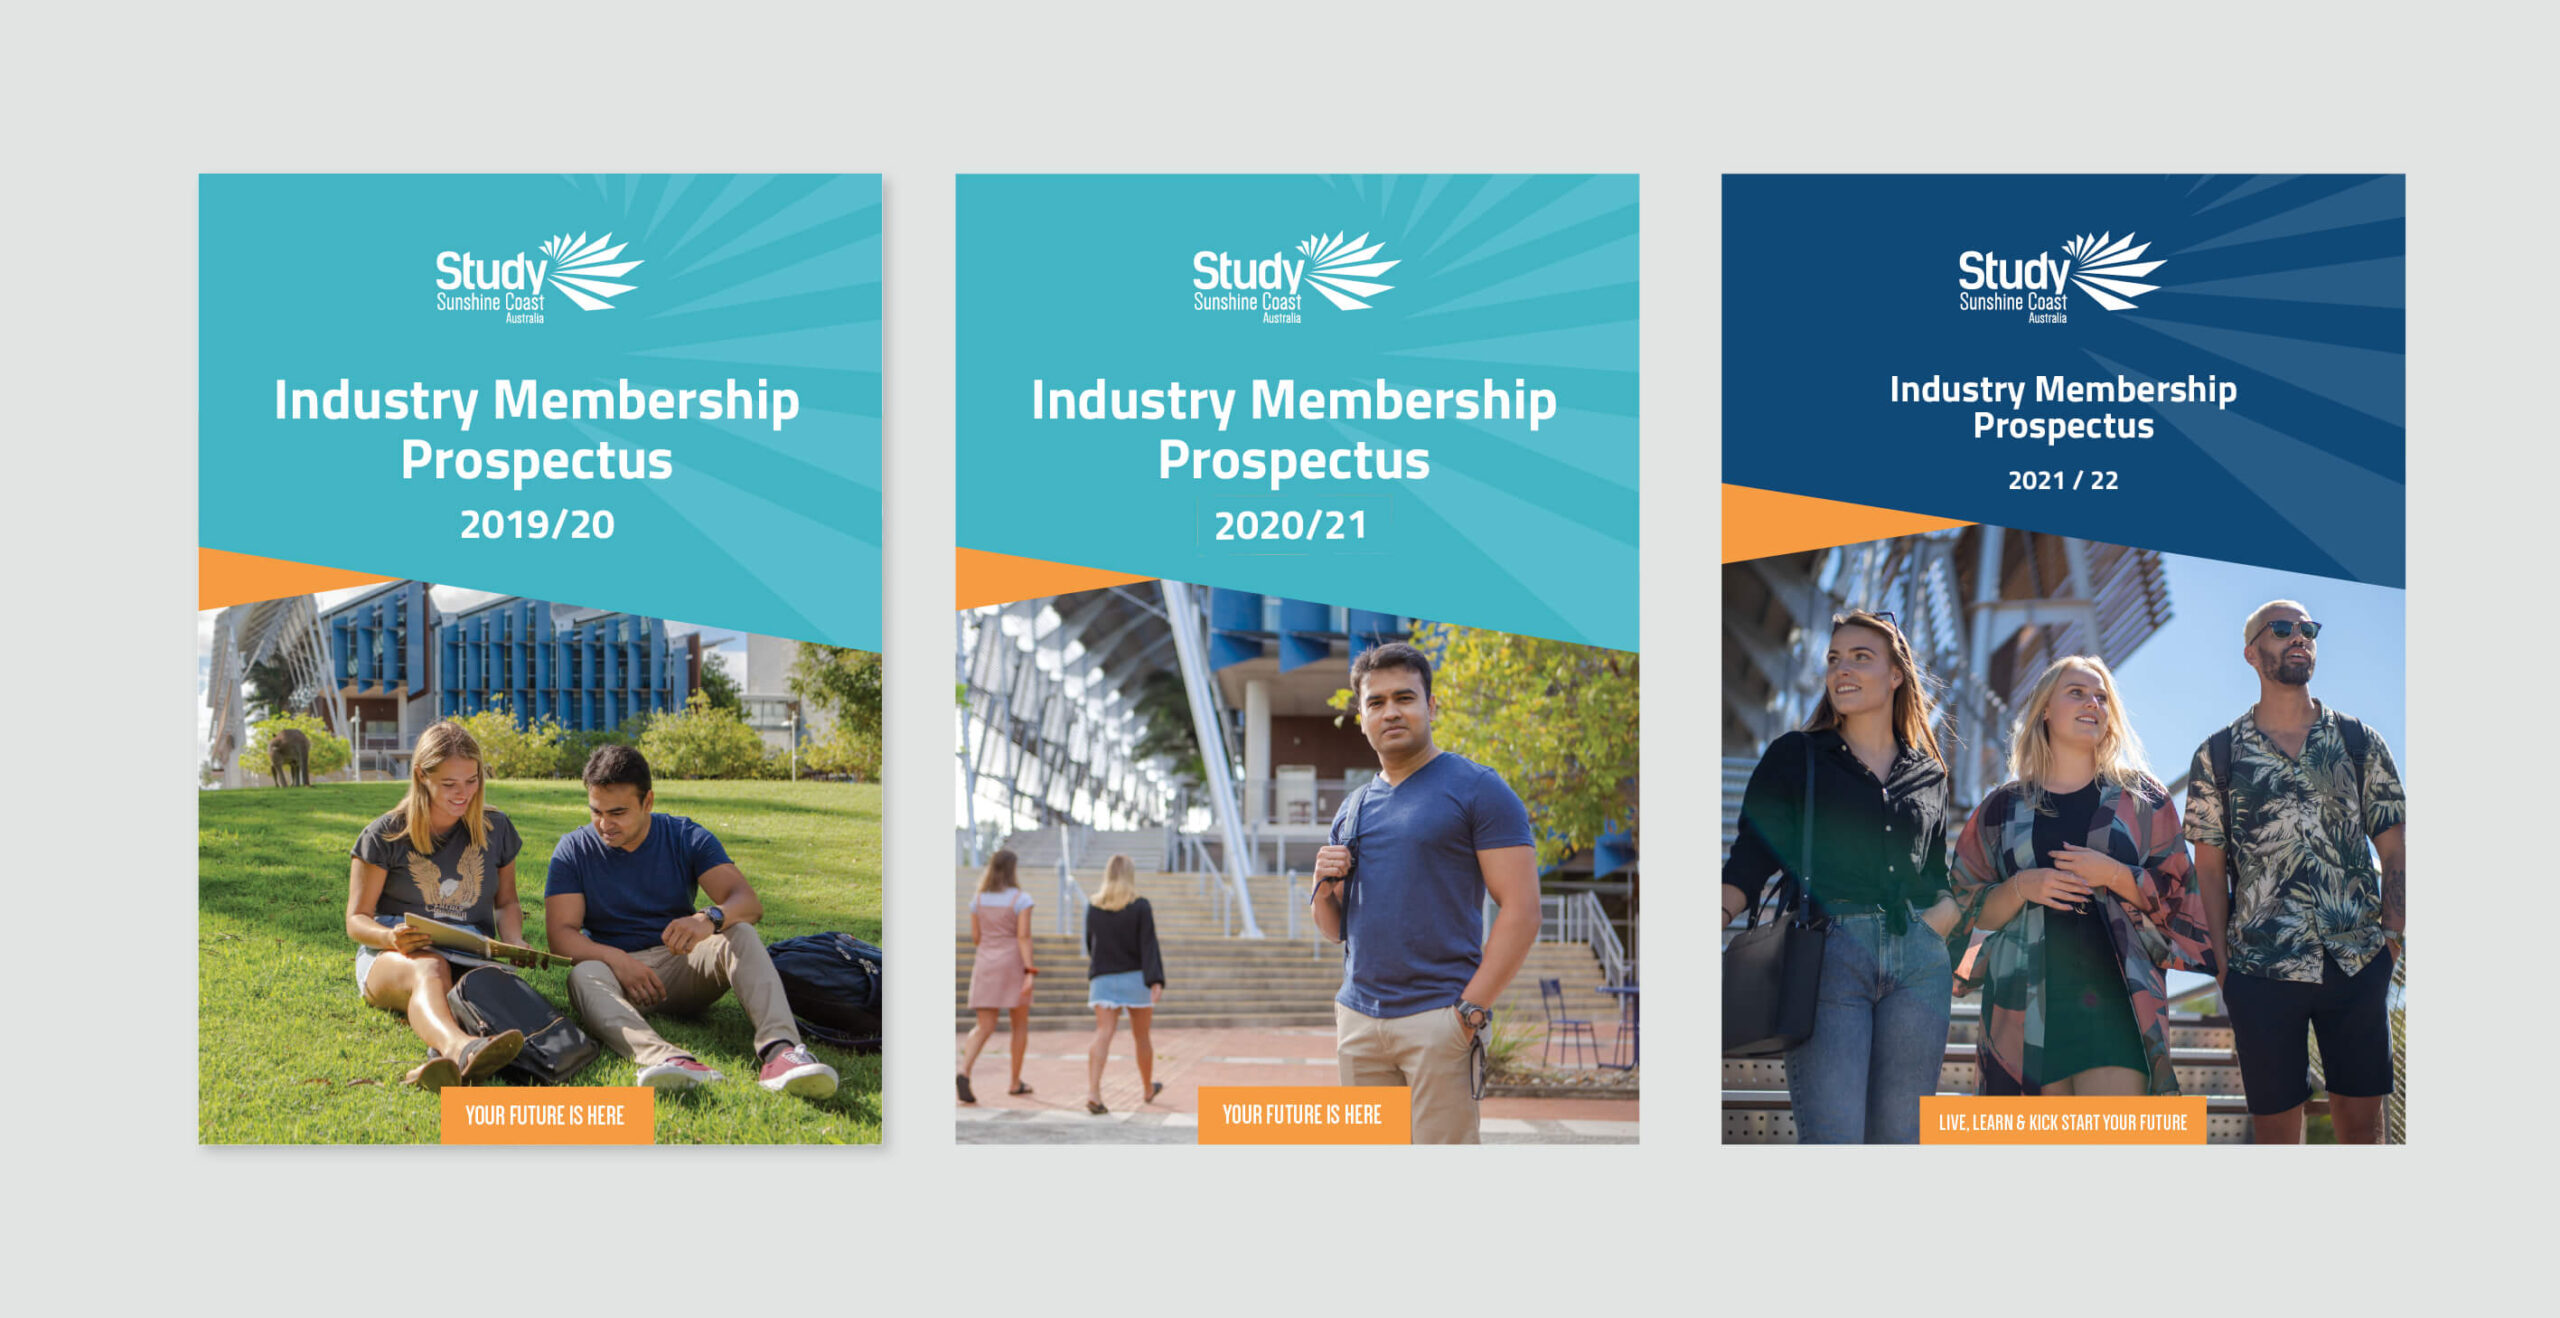 Study
Sunshine Coast
Australia
Industry Membership
Prospectus
2019/20
YOUR FUTURE IS HERE
Study
Sunshine Coast
Australia
Industry Membership
Prospectus
2020/21
YOUR FUTURE IS HERE
Study
Sunshine Coast
Australia
Industry Membership
Prospectus
2021 / 22
LIVE, LEARN & KICK START YOUR FUTURE